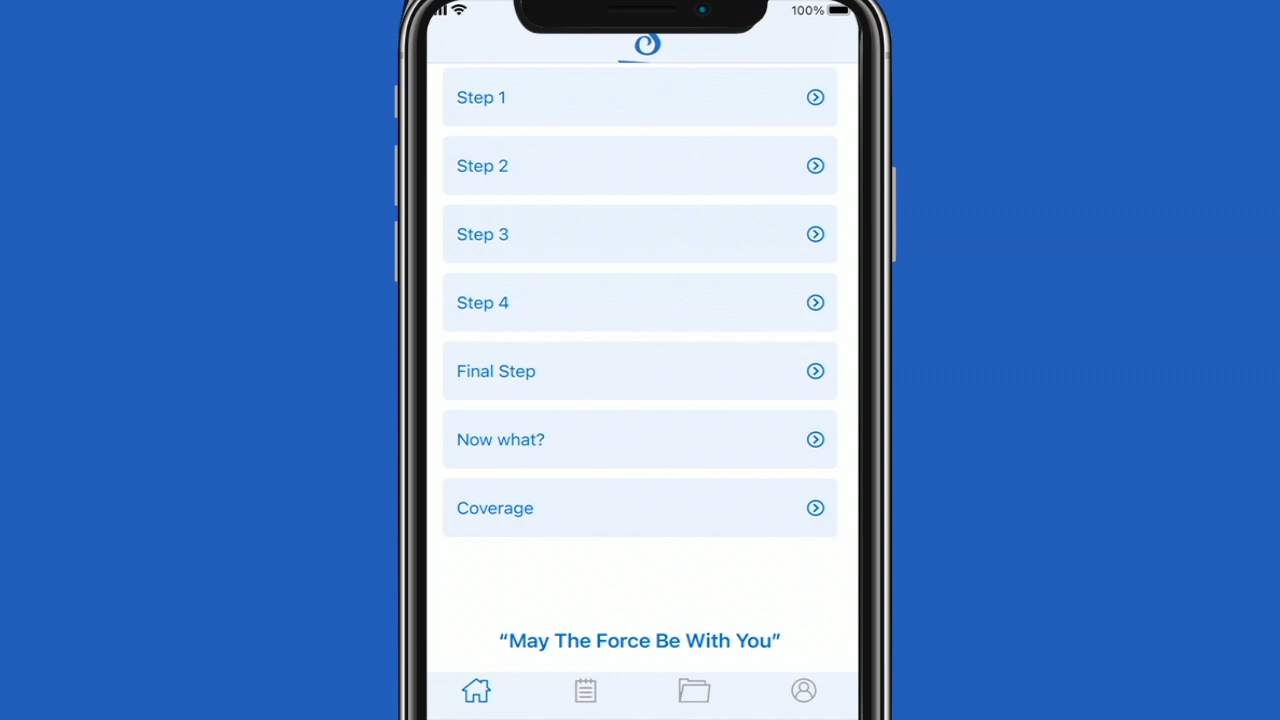 100%
Step 1
Step 2
Step 3
Step 4
Final Step
Now what?
Coverage
“May The Force Be With You”